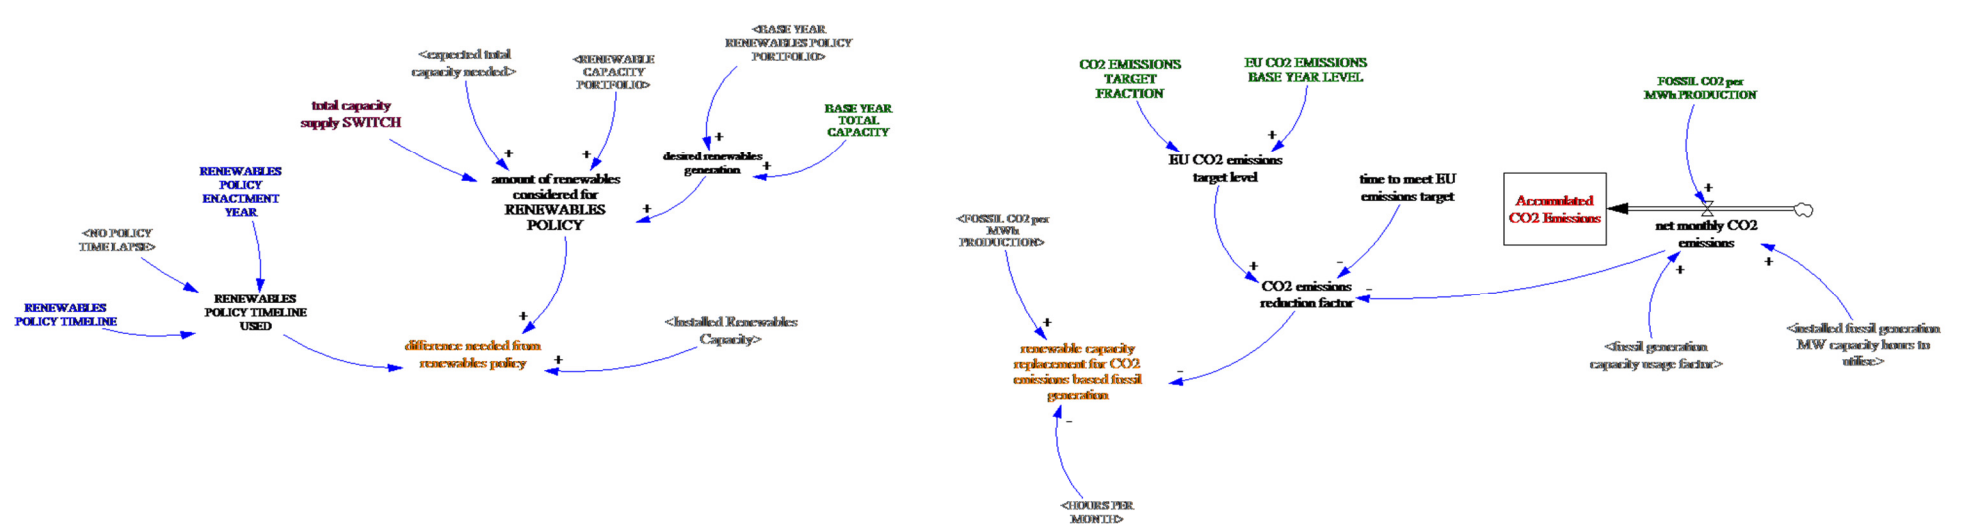 <expected total
capacity needed>
<RENEWABLE
CAPACITY
PORTFOLIO>
<BASE YEAR
RENEWABLES POLICY
PORTFOLIO>
total capacity
supply SWITCH
BASE YEAR
TOTAL
CAPACITY
+
+
+
+
desired renewables
generation
amount of renewables
considered for
RENEWABLES
POLICY
+
RENEWABLES
POLICY
ENACTMENT
YEAR
<NO POLICY
TIME LAPSE>
RENEWABLES
POLICY TIMELINE
RENEWABLES
POLICY TIMELINE
USED
+
difference needed from
renewables policy
+
<Installed Renewables
Capacity>
CO2 EMISSIONS
TARGET
FRACTION
EU CO2 EMISSIONS
BASE YEAR LEVEL
+
EU CO2 emissions
target level
time to meet EU
emissions target
<FOSSIL CO2 per
MWh
PRODUCTION>
+
-
CO2 emissions
reduction factor
-
+
renewable capacity
replacement for CO2
emissions based fossil
generation
-
-
<HOURS PER
MONTH>
FOSSIL CO2 per
MWh PRODUCTION
+
Accumulated
CO2 Emissions
net monthly CO2
emissions
+
+
<fossil generation
capacity usage factor>
<installed fossil generation
MW capacity hours to
utilise>